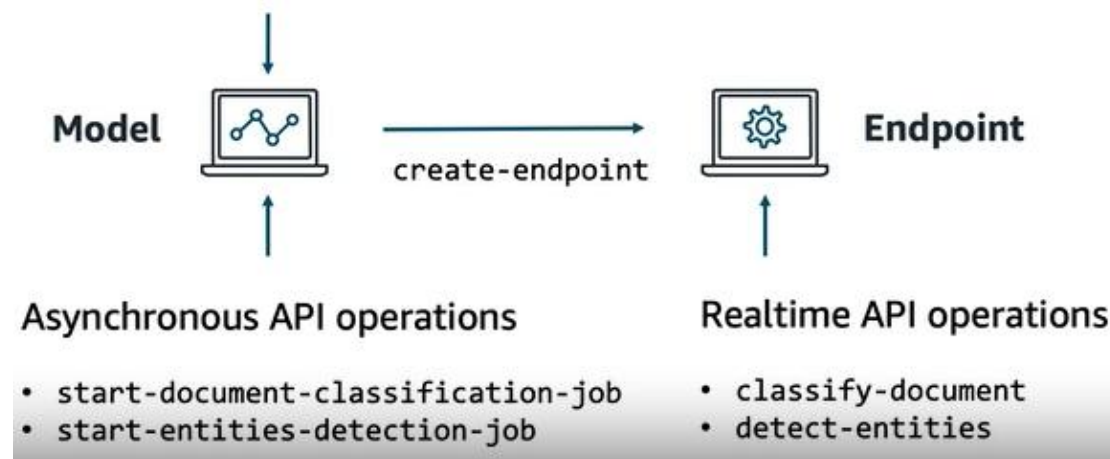 Model
Endpoint
create-endpoint
Asynchronous API operations
• start-document-classification-job
• start-entities-detection-job
Realtime API operations
• classify-document
• detect-entities